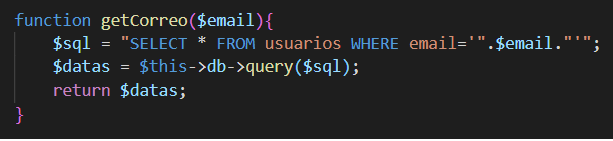 function getCorreo($email){
    $sql = "SELECT * FROM usuarios WHERE email='".$email."'";
    $datas = $this->db->query($sql);
    return $datas;
}